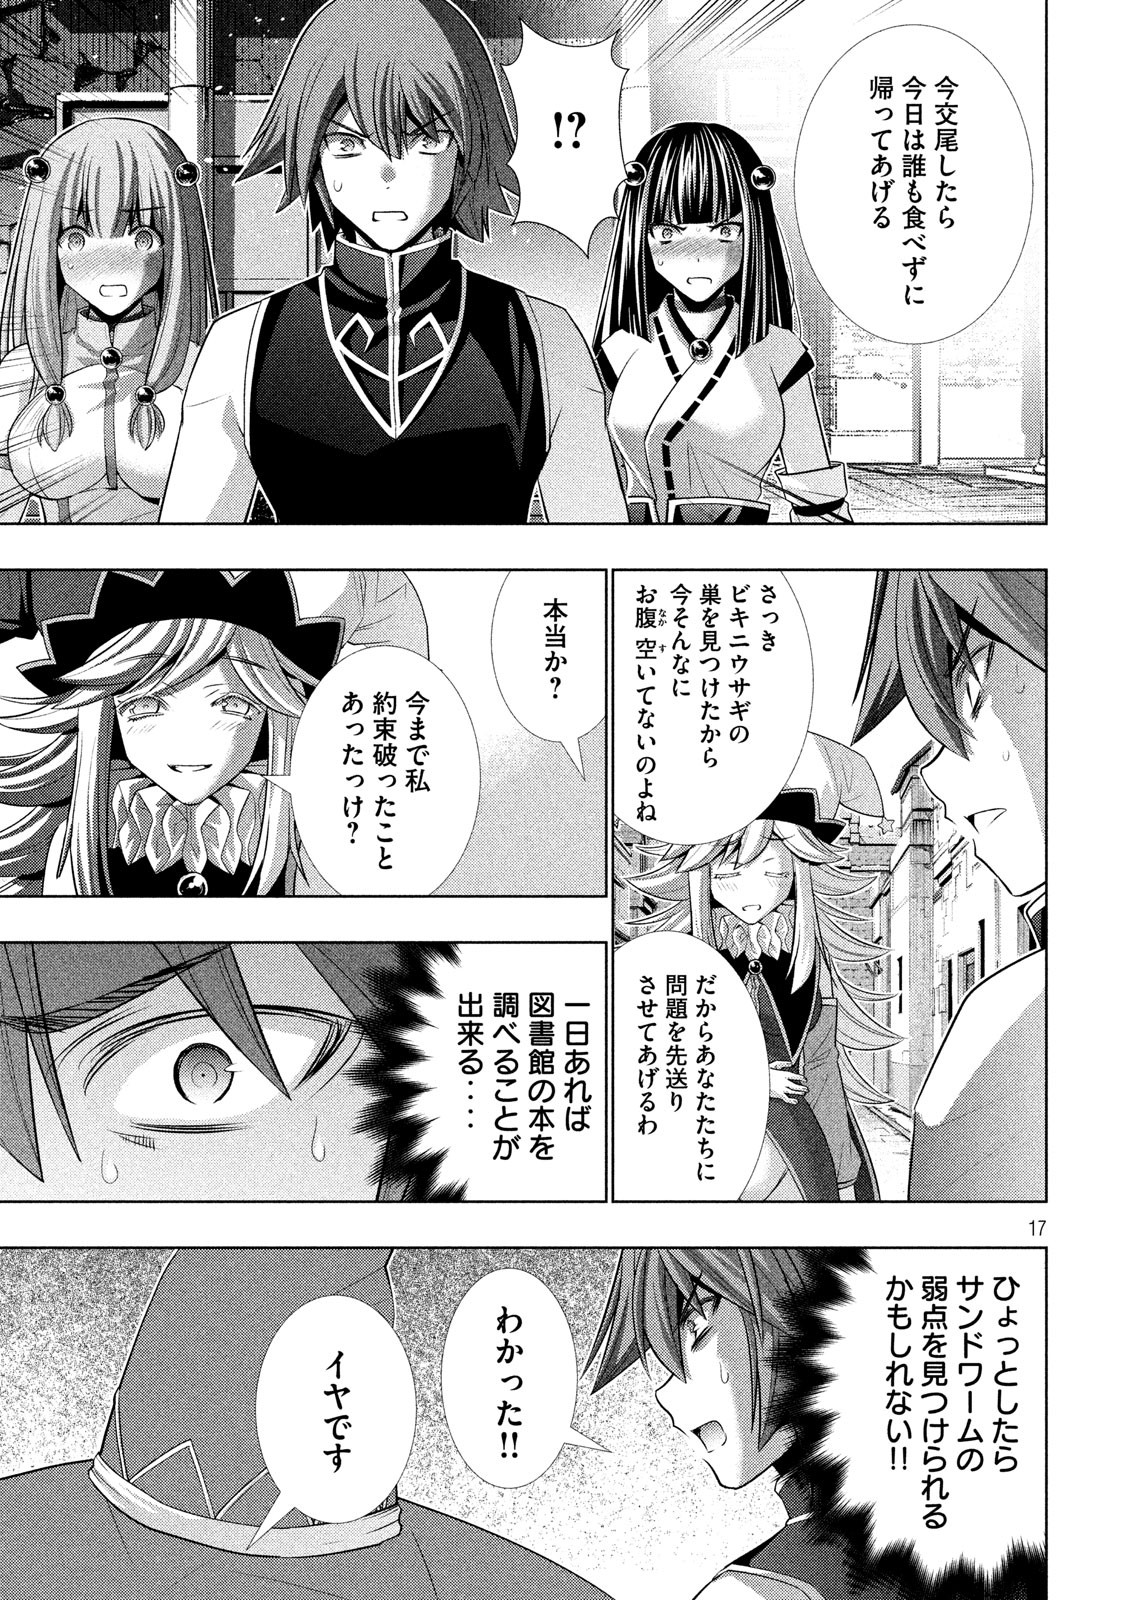 今交尾したら
今日は誰も食べずに
帰ってあげる
!?
さっき
ビキニウサギの
巣を見つけたから
今そんなに
お腹空いてないのよね
なか す
だからあなたたちに
問題を先送り
させてあげるわ
本当か?
今まで私
約束破ったこと
あったっけ?
一日あれば
図書館の本を
調べることが
出来る‥‥
17
ひょっとしたら
サンドワームの
弱点を見つけられる
かもしれない!!
わかった!!
イヤです